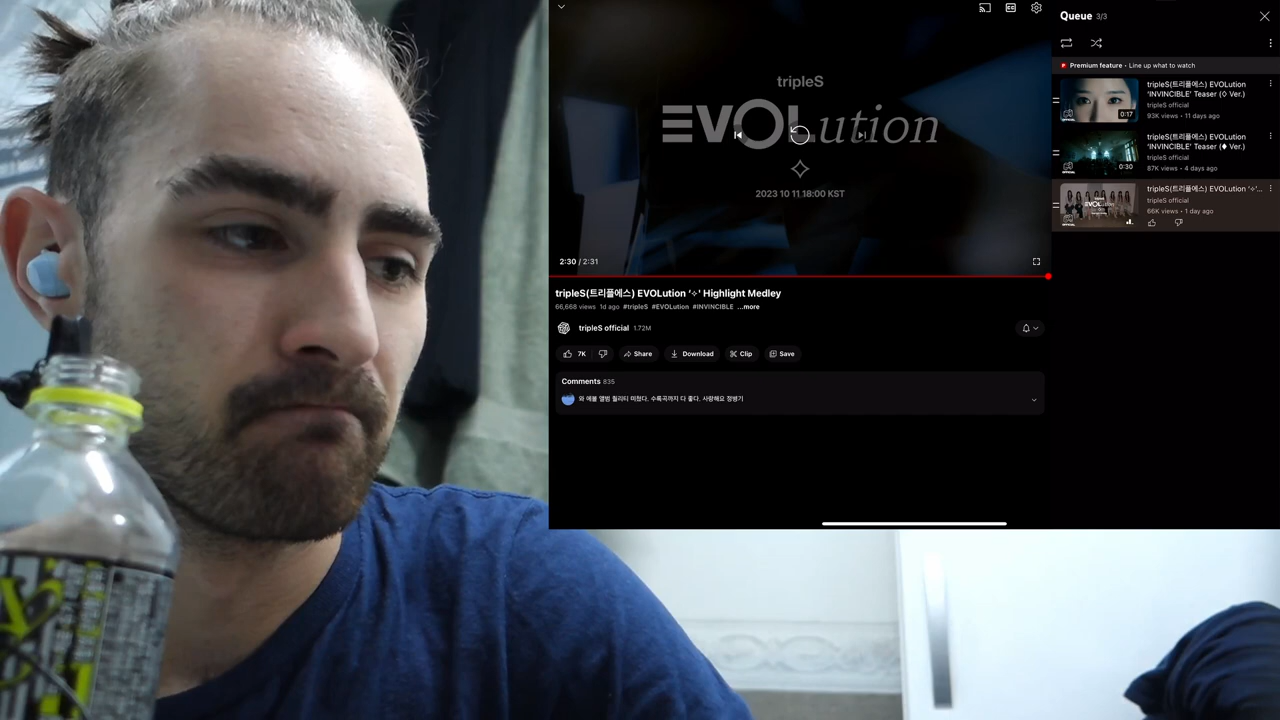 tripleS
EVOLution
2023 10 11 18:00 KST
2:30 / 2:31
tripleS(트리플에스) EVOLution '✧' Highlight Medley
66,668 views 1d ago #tripleS #EVOLution #INVINCIBLE ...more
tripleS official 1.72M
7K Share Download Clip Save
Comments 835
와 에볼 앨범 퀄리티 미쳤다. 수록곡까지 다 좋다. 사랑해요 정병기
Queue 3/3
Premium feature • Line up what to watch
0:17
tripleS(트리플에스) EVOLution
'INVINCIBLE' Teaser (◇ Ver.)
tripleS official
93K views • 11 days ago
0:30
tripleS(트리플에스) EVOLution
'INVINCIBLE' Teaser (♦ Ver.)
tripleS official
87K views • 4 days ago
tripleS(트리플에스) EVOLution '✧'...
tripleS official
66K views • 1 day ago